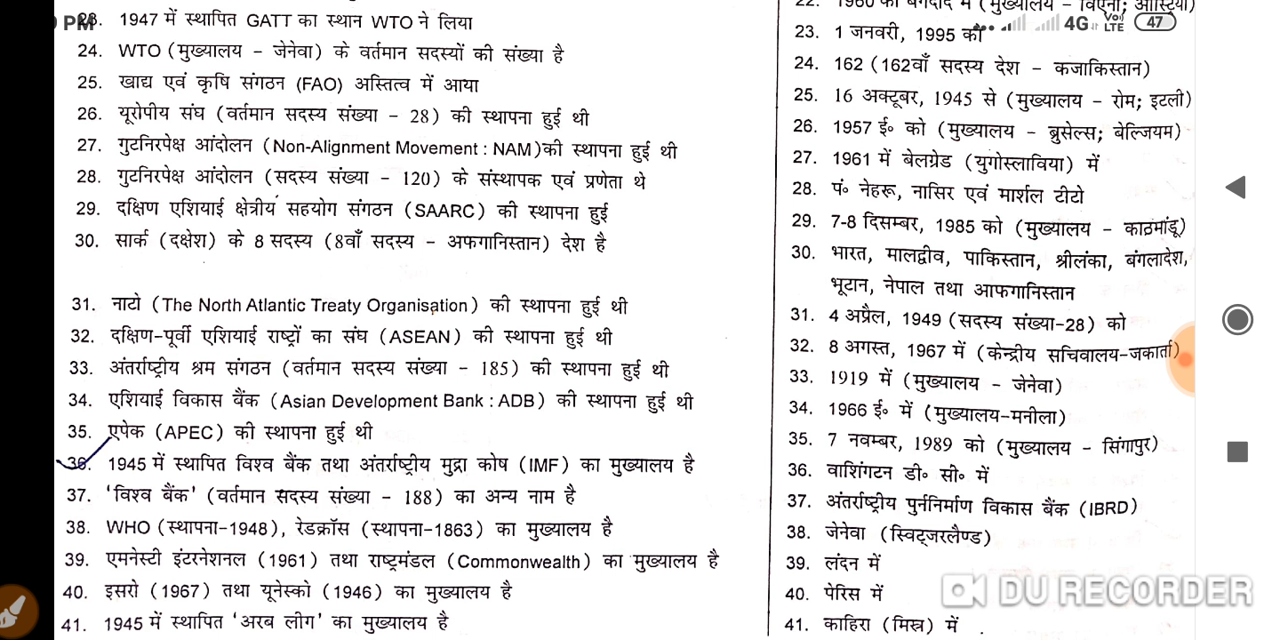 PM
23. 1947 में स्थापित GATT का स्थान WTO ने लिया
24. WTO (मुख्यालय - जेनेवा) के वर्तमान सदस्यों की संख्या है
25. खाद्य एवं कृषि संगठन (FAO) अस्तित्व में आया
26. यूरोपीय संघ (वर्तमान सदस्य संख्या - 28) की स्थापना हुई थी
27. गुटनिरपेक्ष आंदोलन (Non-Alignment Movement : NAM)की स्थापना हुई थी
28. गुटनिरपेक्ष आंदोलन (सदस्य संख्या - 120) के संस्थापक एवं प्रणेता थे
29. दक्षिण एशियाई क्षेत्रीय सहयोग संगठन (SAARC) की स्थापना हुई
30. सार्क (दक्षेश) के 8 सदस्य (8वाँ सदस्य - अफगानिस्तान) देश है
31. नाटो (The North Atlantic Treaty Organisation) की स्थापना हुई थी
32. दक्षिण-पूर्वी एशियाई राष्ट्रों का संघ (ASEAN) की स्थापना हुई थी
33. अंतर्राष्ट्रीय श्रम संगठन (वर्तमान सदस्य संख्या - 185) की स्थापना हुई थी
34. एशियाई विकास बैंक (Asian Development Bank : ADB) की स्थापना हुई थी
35. एपेक (APEC) की स्थापना हुई थी
36. 1945 में स्थापित विश्व बैंक तथा अंतर्राष्ट्रीय मुद्रा कोष (IMF) का मुख्यालय है
37. ‘विश्व बैंक’ (वर्तमान सदस्य संख्या - 188) का अन्य नाम है
38. WHO (स्थापना-1948), रेडक्रॉस (स्थापना-1863) का मुख्यालय है
39. एमनेस्टी इंटरनेशनल (1961) तथा राष्ट्रमंडल (Commonwealth) का मुख्यालय है
40. इसरो (1967) तथा यूनेस्को (1946) का मुख्यालय है
41. 1945 में स्थापित ‘अरब लीग’ का मुख्यालय है
22. 1960 को बगदाद में (मुख्यालय - विएना; ऑस्ट्रिया)
4G VoLTE 47
23. 1 जनवरी, 1995 को
24. 162 (162वाँ सदस्य देश - कजाकिस्तान)
25. 16 अक्टूबर, 1945 से (मुख्यालय - रोम; इटली)
26. 1957 ई० को (मुख्यालय - ब्रुसेल्स; बेल्जियम)
27. 1961 में बेलग्रेड (युगोस्लाविया) में
28. पं० नेहरू, नासिर एवं मार्शल टीटो
29. 7-8 दिसम्बर, 1985 को (मुख्यालय - काठमांडू)
30. भारत, मालद्वीव, पाकिस्तान, श्रीलंका, बंगलादेश,
भूटान, नेपाल तथा आफगानिस्तान
31. 4 अप्रैल, 1949 (सदस्य संख्या-28) को
32. 8 अगस्त, 1967 में (केन्द्रीय सचिवालय-जकार्ता)
33. 1919 में (मुख्यालय - जेनेवा)
34. 1966 ई० में (मुख्यालय-मनीला)
35. 7 नवम्बर, 1989 को (मुख्यालय - सिंगापुर)
36. वाशिंगटन डी० सी० में
37. अंतर्राष्ट्रीय पुर्ननिर्माण विकास बैंक (IBRD)
38. जेनेवा (स्विट्जरलैण्ड)
39. लंदन में
40. पेरिस में
41. काहिरा (मिस्र) में
DU RECORDER